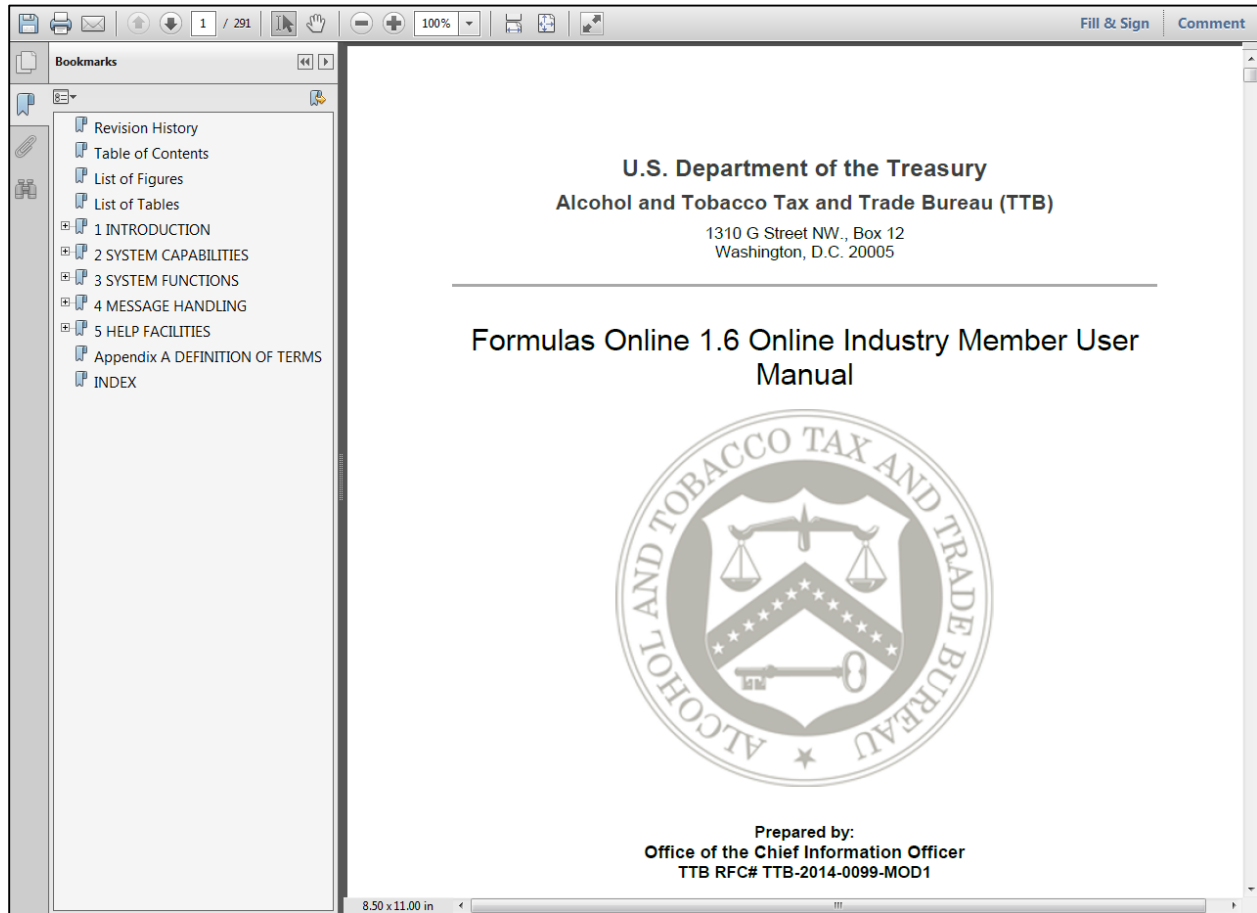 1 / 291
100%
Fill & Sign
Comment
Bookmarks
Revision History
Table of Contents
List of Figures
List of Tables
1 INTRODUCTION
2 SYSTEM CAPABILITIES
3 SYSTEM FUNCTIONS
4 MESSAGE HANDLING
5 HELP FACILITIES
Appendix A DEFINITION OF TERMS
INDEX
U.S. Department of the Treasury
Alcohol and Tobacco Tax and Trade Bureau (TTB)
1310 G Street NW., Box 12
Washington, D.C. 20005
Formulas Online 1.6 Online Industry Member User
Manual
ALCOHOL AND TOBACCO TAX AND TRADE BUREAU
Prepared by:
Office of the Chief Information Officer
TTB RFC# TTB-2014-0099-MOD1
8.50 x 11.00 in